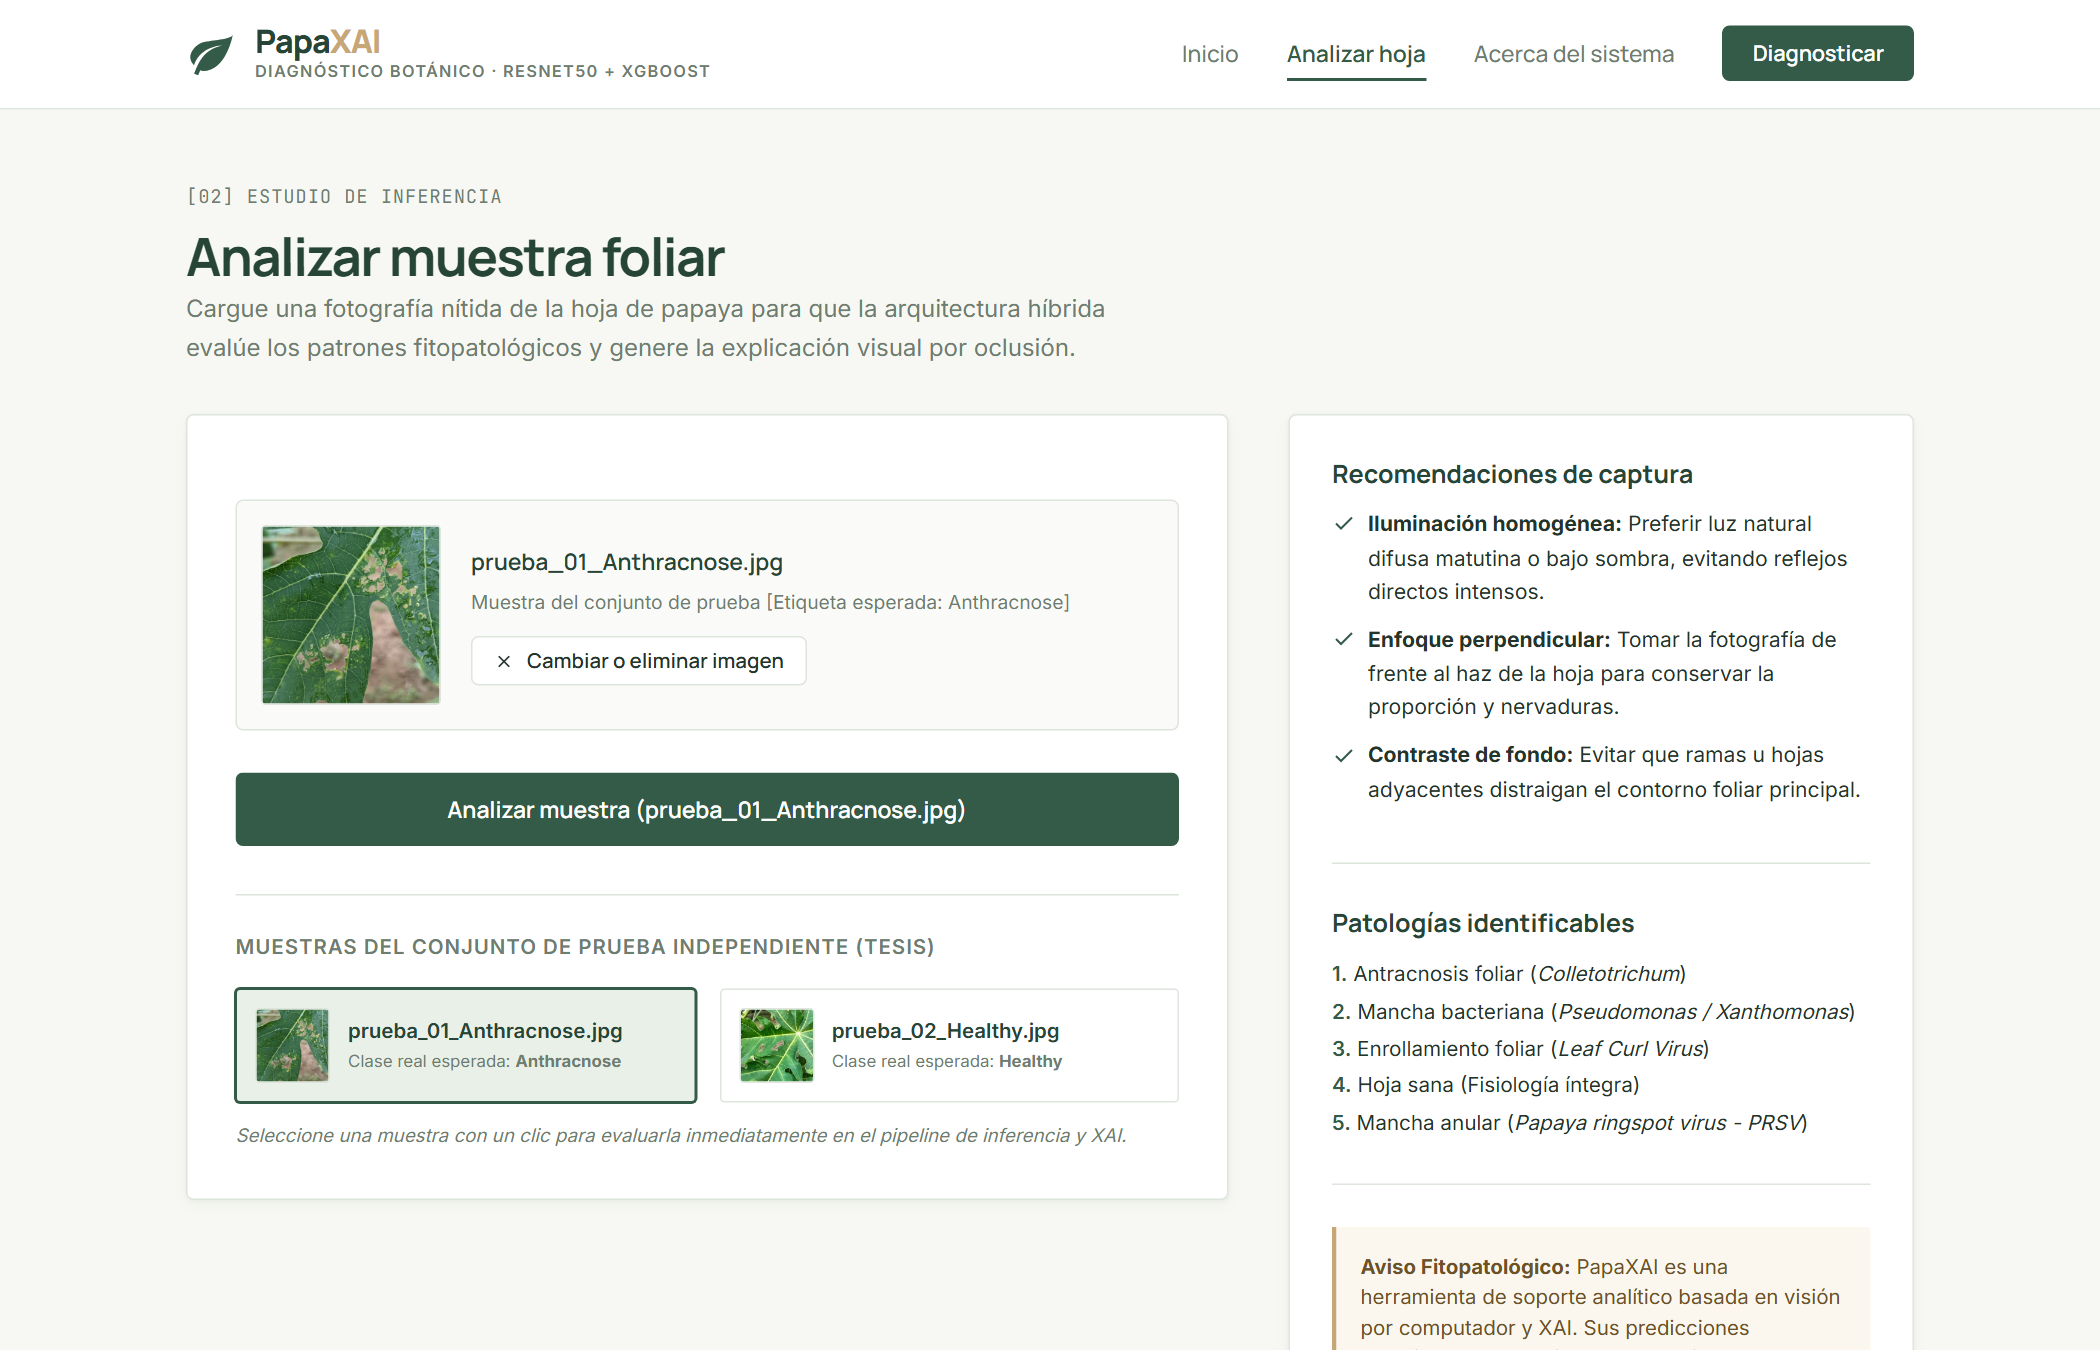 PapaXAI
DIAGNÓSTICO BOTÁNICO · RESNET50 + XGBOOST
Inicio
Analizar hoja
Acerca del sistema
Diagnosticar
[02] ESTUDIO DE INFERENCIA
Analizar muestra foliar
Cargue una fotografía nítida de la hoja de papaya para que la arquitectura híbrida
evalúe los patrones fitopatológicos y genere la explicación visual por oclusión.
prueba_01_Anthracnose.jpg
Muestra del conjunto de prueba [Etiqueta esperada: Anthracnose]
× Cambiar o eliminar imagen
Analizar muestra (prueba_01_Anthracnose.jpg)
MUESTRAS DEL CONJUNTO DE PRUEBA INDEPENDIENTE (TESIS)
prueba_01_Anthracnose.jpg
Clase real esperada: Anthracnose
prueba_02_Healthy.jpg
Clase real esperada: Healthy
Seleccione una muestra con un clic para evaluarla inmediatamente en el pipeline de inferencia y XAI.
Recomendaciones de captura
✓ Iluminación homogénea: Preferir luz natural
difusa matutina o bajo sombra, evitando reflejos
directos intensos.
✓ Enfoque perpendicular: Tomar la fotografía de
frente al haz de la hoja para conservar la
proporción y nervaduras.
✓ Contraste de fondo: Evitar que ramas u hojas
adyacentes distraigan el contorno foliar principal.
Patologías identificables
1. Antracnosis foliar (Colletotrichum)
2. Mancha bacteriana (Pseudomonas / Xanthomonas)
3. Enrollamiento foliar (Leaf Curl Virus)
4. Hoja sana (Fisiología íntegra)
5. Mancha anular (Papaya ringspot virus - PRSV)
Aviso Fitopatológico: PapaXAI es una
herramienta de soporte analítico basada en visión
por computador y XAI. Sus predicciones